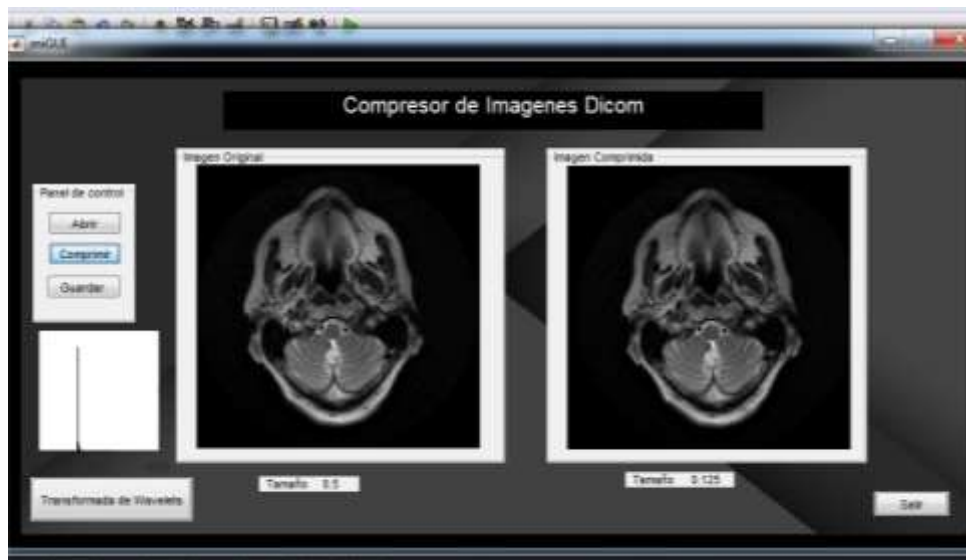 miGUI
Compresor de Imagenes Dicom
Imagen Original
Imagen Comprimida
Panel de control
Abrir
Comprimir
Guardar
Tamaño 0.5
Tamaño 0.125
Transformada de Wavelets
Salir